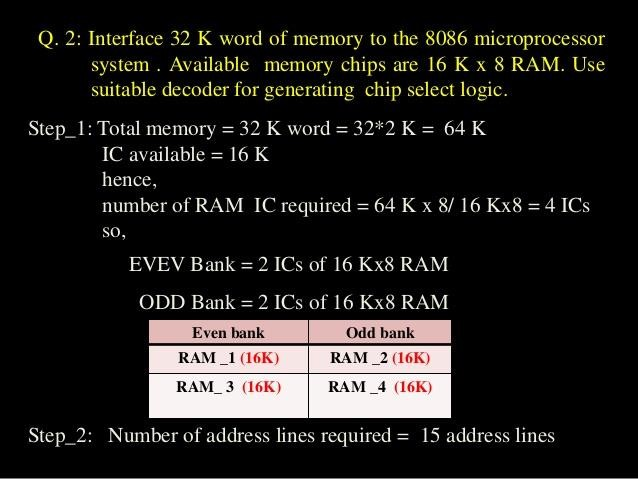 Q. 2: Interface 32 K word of memory to the 8086 microprocessor
system . Available memory chips are 16 K x 8 RAM. Use
suitable decoder for generating chip select logic.
Step_1: Total memory = 32 K word = 32*2 K = 64 K
IC available = 16 K
hence,
number of RAM IC required = 64 K x 8/ 16 Kx8 = 4 ICs
so,
EVEV Bank = 2 ICs of 16 Kx8 RAM
ODD Bank = 2 ICs of 16 Kx8 RAM
Even bank Odd bank
RAM _1 (16K) RAM _2 (16K)
RAM_ 3 (16K) RAM _4 (16K)
Step_2: Number of address lines required = 15 address lines